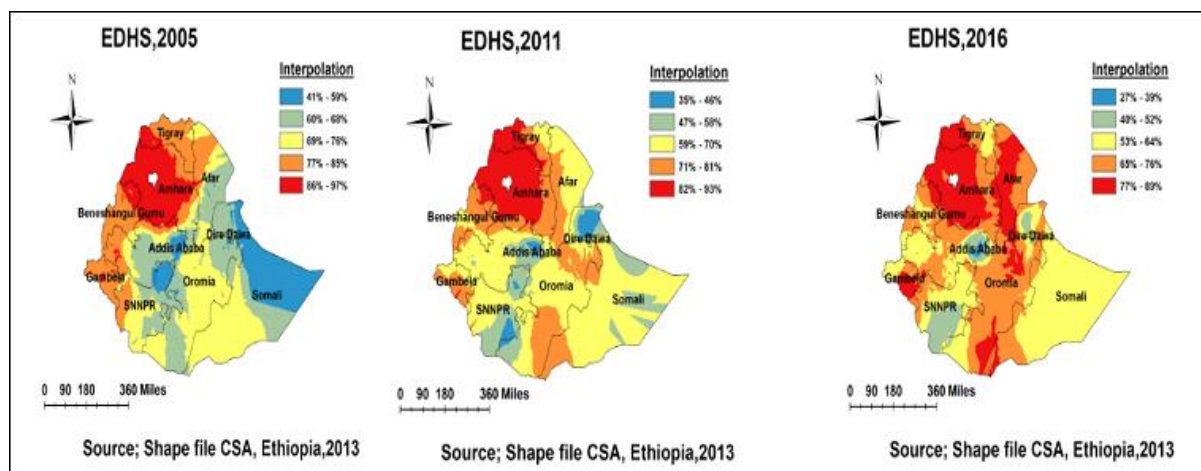 EDHS,2005
N
Interpolation
41% - 59%
60% - 68%
69% - 76%
77% - 85%
86% - 97%
Tigray
Afar
Amhara
Beneshangul Gumu
Addis Ababa
Dire Dawa
Gambela
Oromia
SNNPR
Somali
0 90 180 360 Miles
Source; Shape file CSA, Ethiopia,2013
EDHS,2011
N
Interpolation
35% - 46%
47% - 58%
59% - 70%
71% - 81%
82% - 93%
Tigray
Afar
Amhara
Beneshangul Gumu
Addis Ababa
Dire Dawa
Gambela
Oromia
SNNPR
Somali
0 90 180 360 Miles
Source; Shape file CSA, Ethiopia,2013
EDHS,2016
N
Interpolation
27% - 39%
40% - 52%
53% - 64%
65% - 76%
77% - 89%
Tigray
Afar
Amhara
Beneshangul Gumu
Addis Ababa
Dire Dawa
Gambela
Oromia
SNNPR
Somali
0 90 180 360 Miles
Source; Shape file CSA, Ethiopia,2013